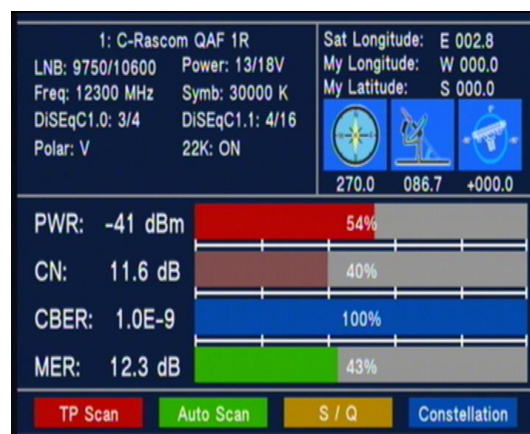 1: C-Rascom QAF 1R
LNB: 9750/10600 Power: 13/18V
Freq: 12300 MHz Symb: 30000 K
DiSEqC1.0: 3/4 DiSEqC1.1: 4/16
Polar: V 22K: ON
Sat Longitude: E 002.8
My Longitude: W 000.0
My Latitude: S 000.0
270.0 086.7 +000.0
PWR: -41 dBm 54%
CN: 11.6 dB 40%
CBER: 1.0E-9 100%
MER: 12.3 dB 43%
TP Scan Auto Scan S / Q Constellation